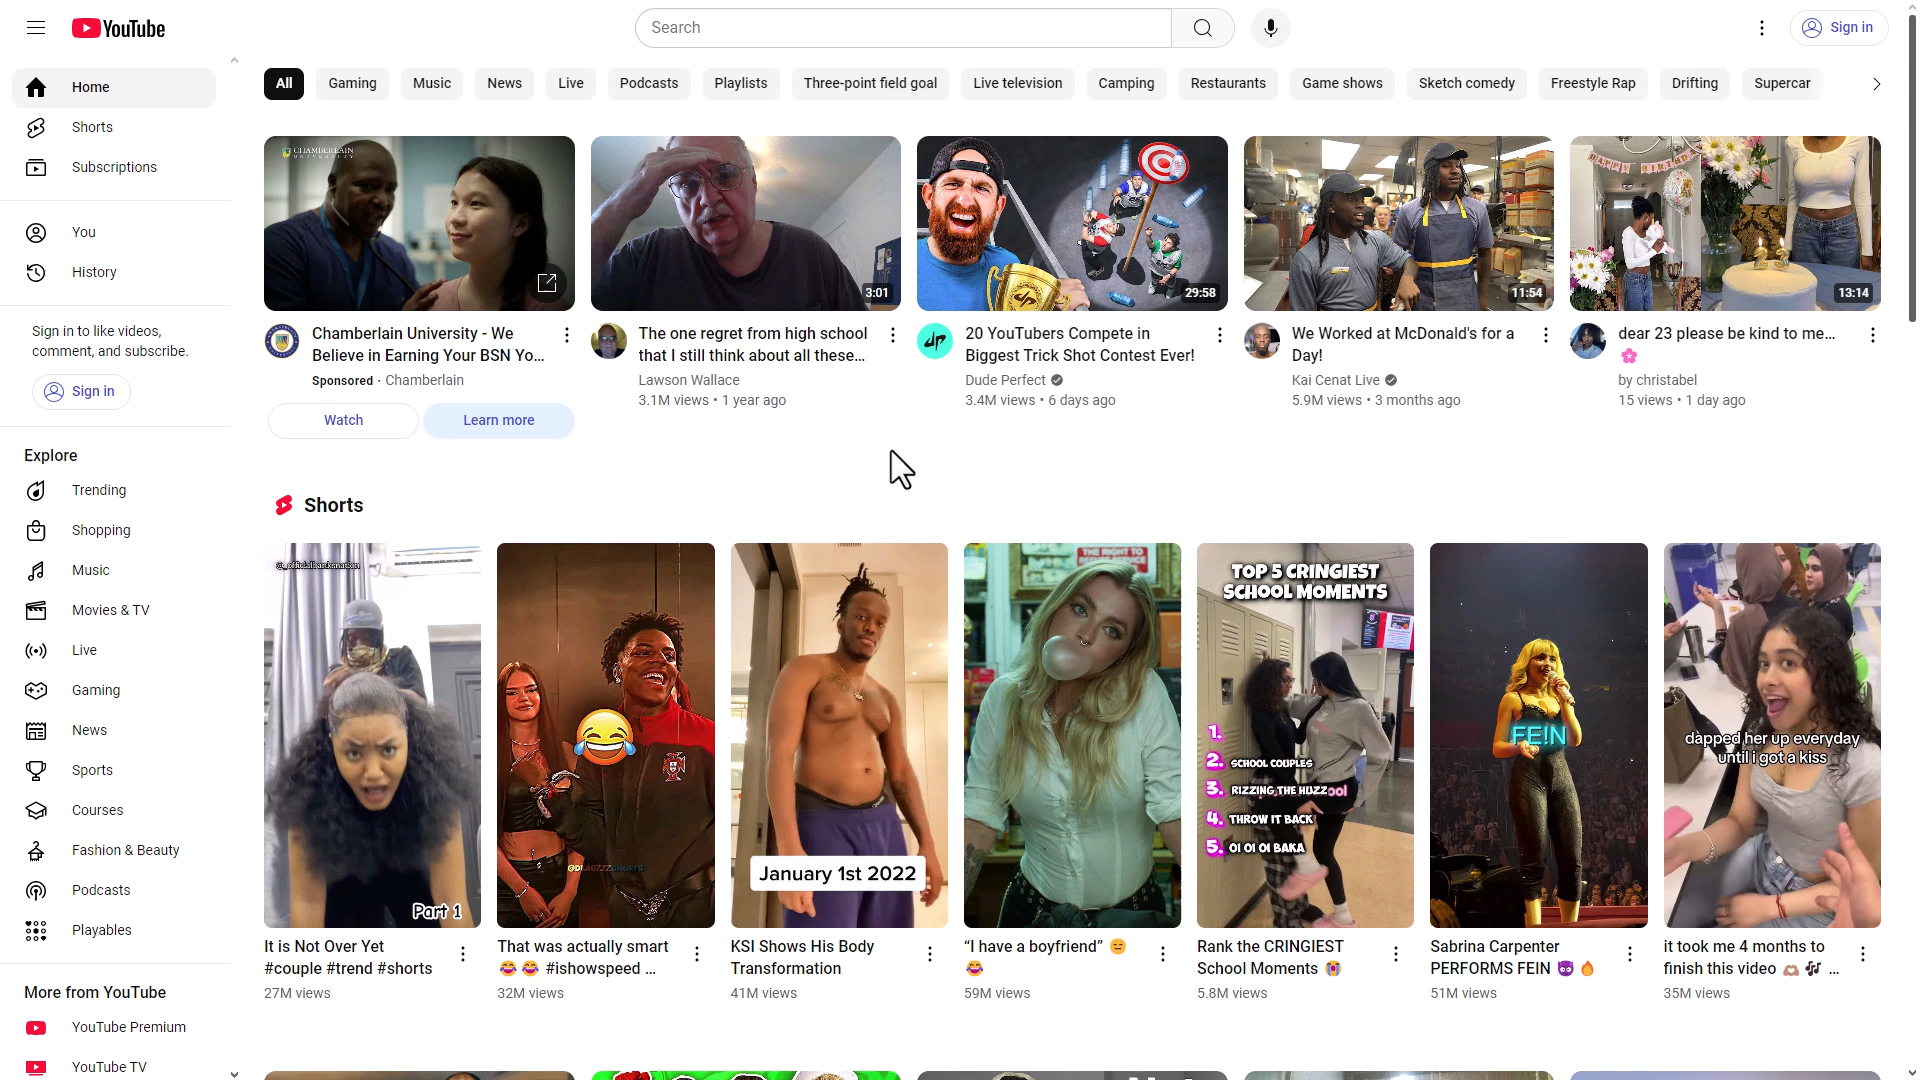 YouTube
Search
Sign in
Home
Shorts
Subscriptions
You
History
Sign in to like videos,
comment, and subscribe.
Sign in
Explore
Trending
Shopping
Music
Movies & TV
Live
Gaming
News
Sports
Courses
Fashion & Beauty
Podcasts
Playables
More from YouTube
YouTube Premium
YouTube TV
All
Gaming
Music
News
Live
Podcasts
Playlists
Three-point field goal
Live television
Camping
Restaurants
Game shows
Sketch comedy
Freestyle Rap
Drifting
Supercar
CHAMBERLAIN
UNIVERSITY
Chamberlain University - We
Believe in Earning Your BSN Yo...
Sponsored · Chamberlain
Watch
Learn more
3:01
The one regret from high school
that I still think about all these...
Lawson Wallace
3.1M views • 1 year ago
29:58
dp
20 YouTubers Compete in
Biggest Trick Shot Contest Ever!
Dude Perfect
3.4M views • 6 days ago
11:54
We Worked at McDonald's for a
Day!
Kai Cenat Live
5.9M views • 3 months ago
HAPPY BIRTHD
23
13:14
dear 23 please be kind to me...
🌸
by christabel
15 views • 1 day ago
Shorts
Part 1
It is Not Over Yet
#couple #trend #shorts
27M views
That was actually smart
😂 😂 #ishowspeed ...
32M views
January 1st 2022
KSI Shows His Body
Transformation
41M views
THE RIGHT TO
“I have a boyfriend” 😑
😂
59M views
TOP 5 CRINGIEST
SCHOOL MOMENTS
1.
2. SCHOOL COUPLES
3. RIZZING THE HUZZool
4. THROW IT BACK
5. OI OI OI BAKA
Rank the CRINGIEST
School Moments 😭
5.8M views
FE!N
Sabrina Carpenter
PERFORMS FEIN 😈 🔥
51M views
dapped her up everyday
until i got a kiss
it took me 4 months to
finish this video 🫶🏽 🎶 ...
35M views